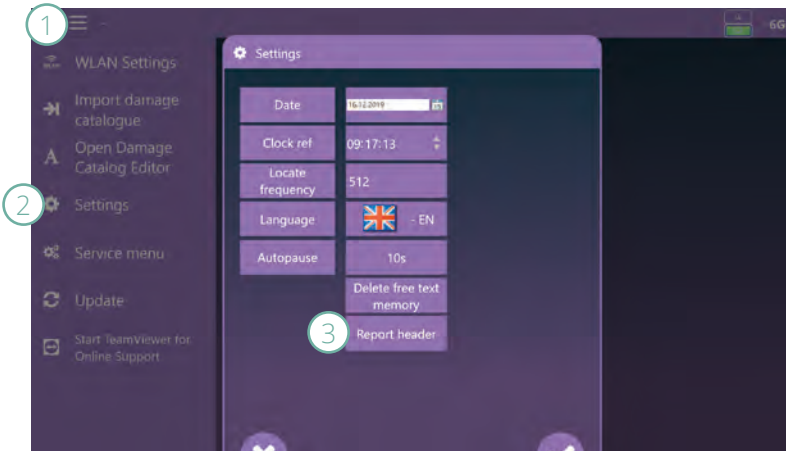 1
6G
WLAN Settings
Import damage
catalogue
Open Damage
Catalog Editor
2
Settings
Service menu
Update
Start TeamViewer for
Online Support
Settings
Date
16.12.2019
Clock ref
09:17:13
Locate
frequency
512
Language
- EN
Autopause
10s
Delete free text
memory
3
Report header